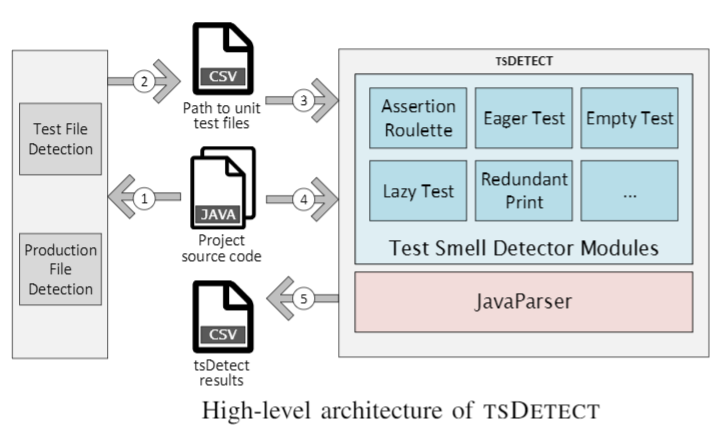 Test File
Detection
Production
File
Detection
2
CSV
Path to unit
test files
3
1
JAVA
Project
source code
4
5
CSV
tsDetect
results
TSDETECT
Assertion
Roulette
Eager Test
Empty Test
Lazy Test
Redundant
Print
...
Test Smell Detector Modules
JavaParser
High-level architecture of TSDETECT